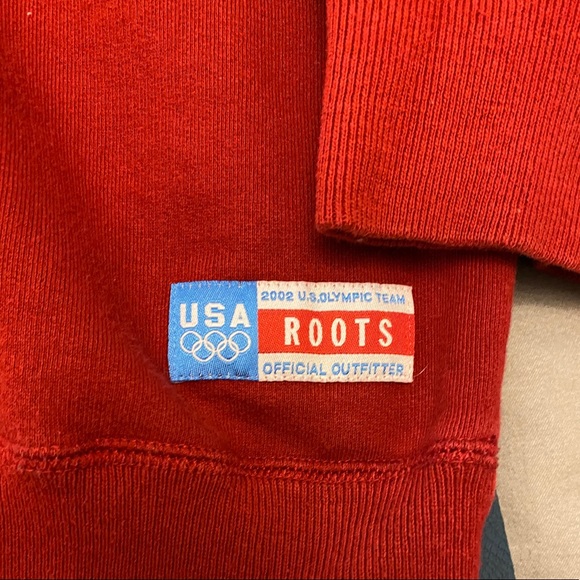 USA
2002 U.S.OLYMPIC TEAM
ROOTS
OFFICIAL OUTFITTER